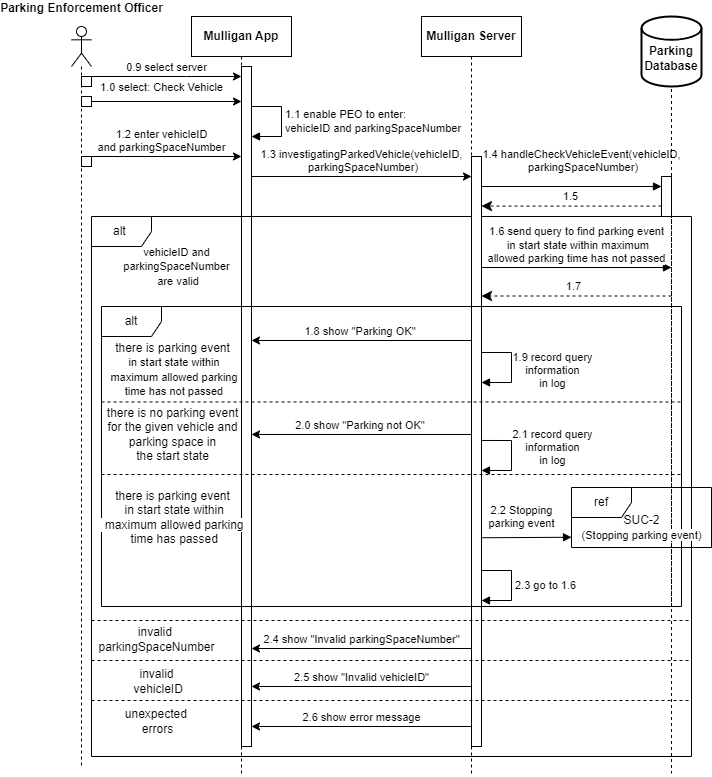 Parking Enforcement Officer
Mulligan App
Mulligan Server
Parking
Database
0.9 select server
1.0 select: Check Vehicle
1.1 enable PEO to enter:
vehicleID and parkingSpaceNumber
1.2 enter vehicleID
and parkingSpaceNumber
1.3 investigatingParkedVehicle(vehicleID,
parkingSpaceNumber)
1.4 handleCheckVehicleEvent(vehicleID,
parkingSpaceNumber)
1.5
alt
vehicleID and
parkingSpaceNumber
are valid
1.6 send query to find parking event
in start state within maximum
allowed parking time has not passed
1.7
alt
there is parking event
in start state within
maximum allowed parking
time has not passed
1.8 show "Parking OK"
1.9 record query
information
in log
there is no parking event
for the given vehicle and
parking space in
the start state
2.0 show "Parking not OK"
2.1 record query
information
in log
there is parking event
in start state within
maximum allowed parking
time has passed
2.2 Stopping
parking event
ref
SUC-2
(Stopping parking event)
2.3 go to 1.6
invalid
parkingSpaceNumber
2.4 show "Invalid parkingSpaceNumber"
invalid
vehicleID
2.5 show "Invalid vehicleID"
unexpected
errors
2.6 show error message